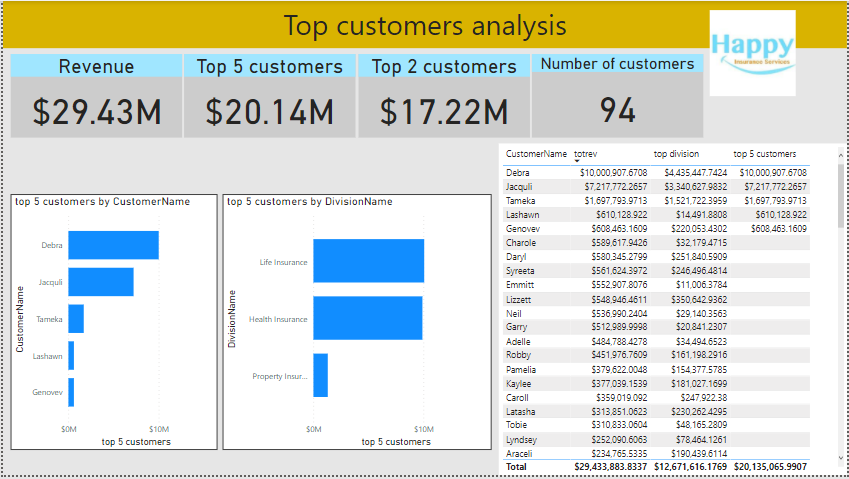 Top customers analysis
Happy
Insurance Services
Revenue
$29.43M
Top 5 customers
$20.14M
Top 2 customers
$17.22M
Number of customers
94
top 5 customers by CustomerName
CustomerName
Debra
Jacquli
Tameka
Lashawn
Genovev
$0M $10M
top 5 customers
top 5 customers by DivisionName
DivisionName
Life Insurance
Health Insurance
Property Insur...
$0M $10M
top 5 customers
CustomerName totrev top division top 5 customers
Debra $10,000,907.6708 $4,435,447.7424 $10,000,907.6708
Jacquli $7,217,772.2657 $3,340,627.9832 $7,217,772.2657
Tameka $1,697,793.9713 $1,521,722.3959 $1,697,793.9713
Lashawn $610,128.922 $14,491.8808 $610,128.922
Genovev $608,463.1609 $220,053.4302 $608,463.1609
Charole $589,617.9426 $32,179.4715
Daryl $580,345.2799 $251,840.5909
Syreeta $561,624.3972 $246,496.4814
Emmitt $552,907.8076 $11,006.3784
Lizzett $548,946.4611 $350,642.9362
Neil $536,990.2404 $29,140.3563
Garry $512,989.9998 $20,841.2307
Adelle $484,788.4278 $34,494.6523
Robby $451,976.7609 $161,198.2916
Pamelia $379,622.0048 $154,377.5785
Kaylee $377,039.1539 $181,027.1699
Caroll $359,019.092 $247,922.38
Latasha $313,851.0623 $230,262.4295
Tobie $310,833.0604 $48,165.2809
Lyndsey $252,090.6063 $78,464.1261
Araceli $234,765.5335 $190,439.6114
Total $29,433,883.8337 $12,671,616.1769 $20,135,065.9907